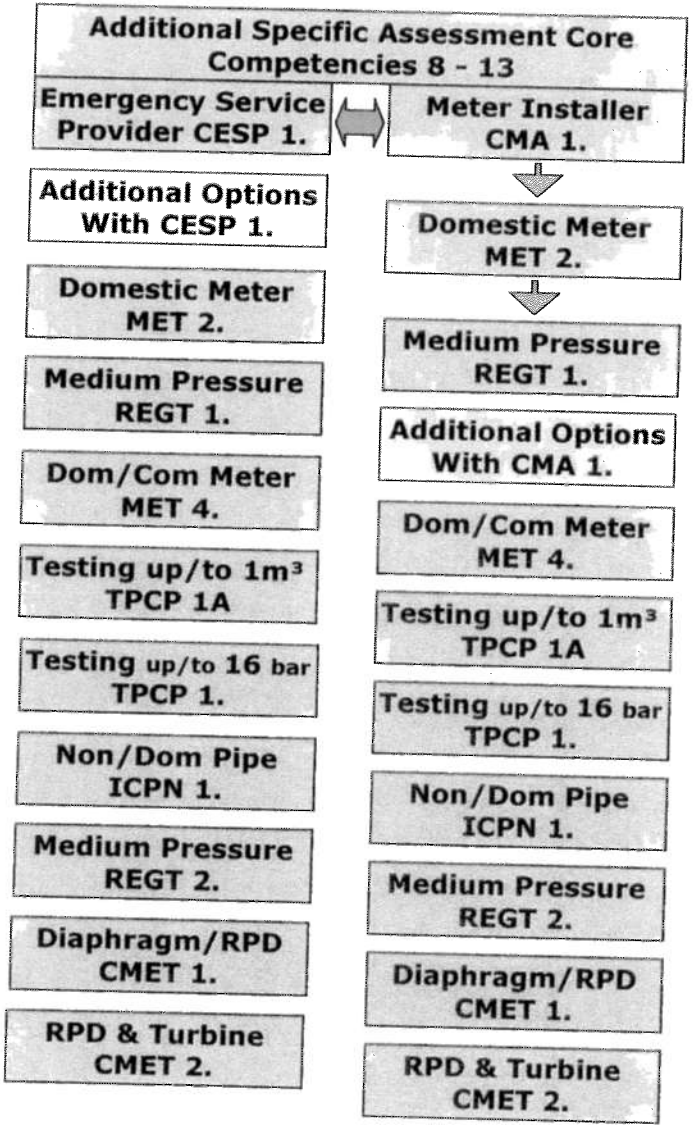 Additional Specific Assessment Core
Competencies 8 - 13
Emergency Service
Provider CESP 1.
Meter Installer
CMA 1.
Additional Options
With CESP 1.
Domestic Meter
MET 2.
Medium Pressure
REGT 1.
Dom/Com Meter
MET 4.
Testing up/to 1m³
TPCP 1A
Testing up/to 16 bar
TPCP 1.
Non/Dom Pipe
ICPN 1.
Medium Pressure
REGT 2.
Diaphragm/RPD
CMET 1.
RPD & Turbine
CMET 2.
Domestic Meter
MET 2.
Medium Pressure
REGT 1.
Additional Options
With CMA 1.
Dom/Com Meter
MET 4.
Testing up/to 1m³
TPCP 1A
Testing up/to 16 bar
TPCP 1.
Non/Dom Pipe
ICPN 1.
Medium Pressure
REGT 2.
Diaphragm/RPD
CMET 1.
RPD & Turbine
CMET 2.